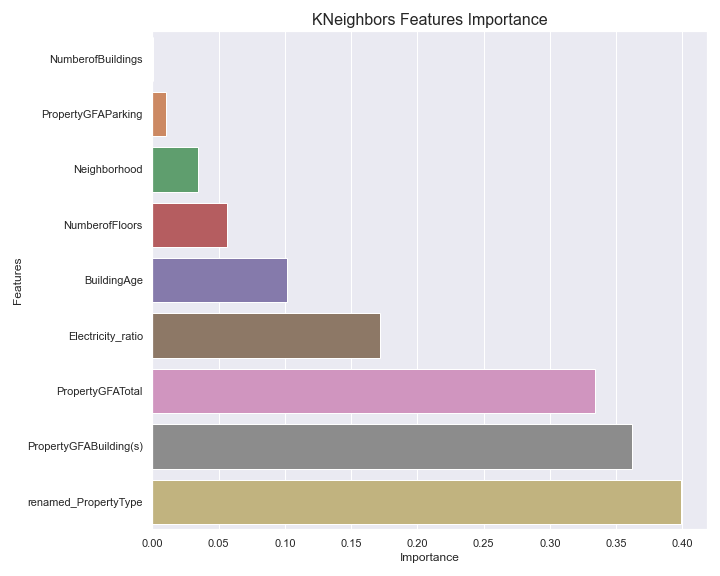 KNeighbors Features Importance
NumberofBuildings
PropertyGFAParking
Neighborhood
NumberofFloors
BuildingAge
Electricity_ratio
PropertyGFATotal
PropertyGFABuilding(s)
renamed_PropertyType
Features
0.00 0.05 0.10 0.15 0.20 0.25 0.30 0.35 0.40
Importance